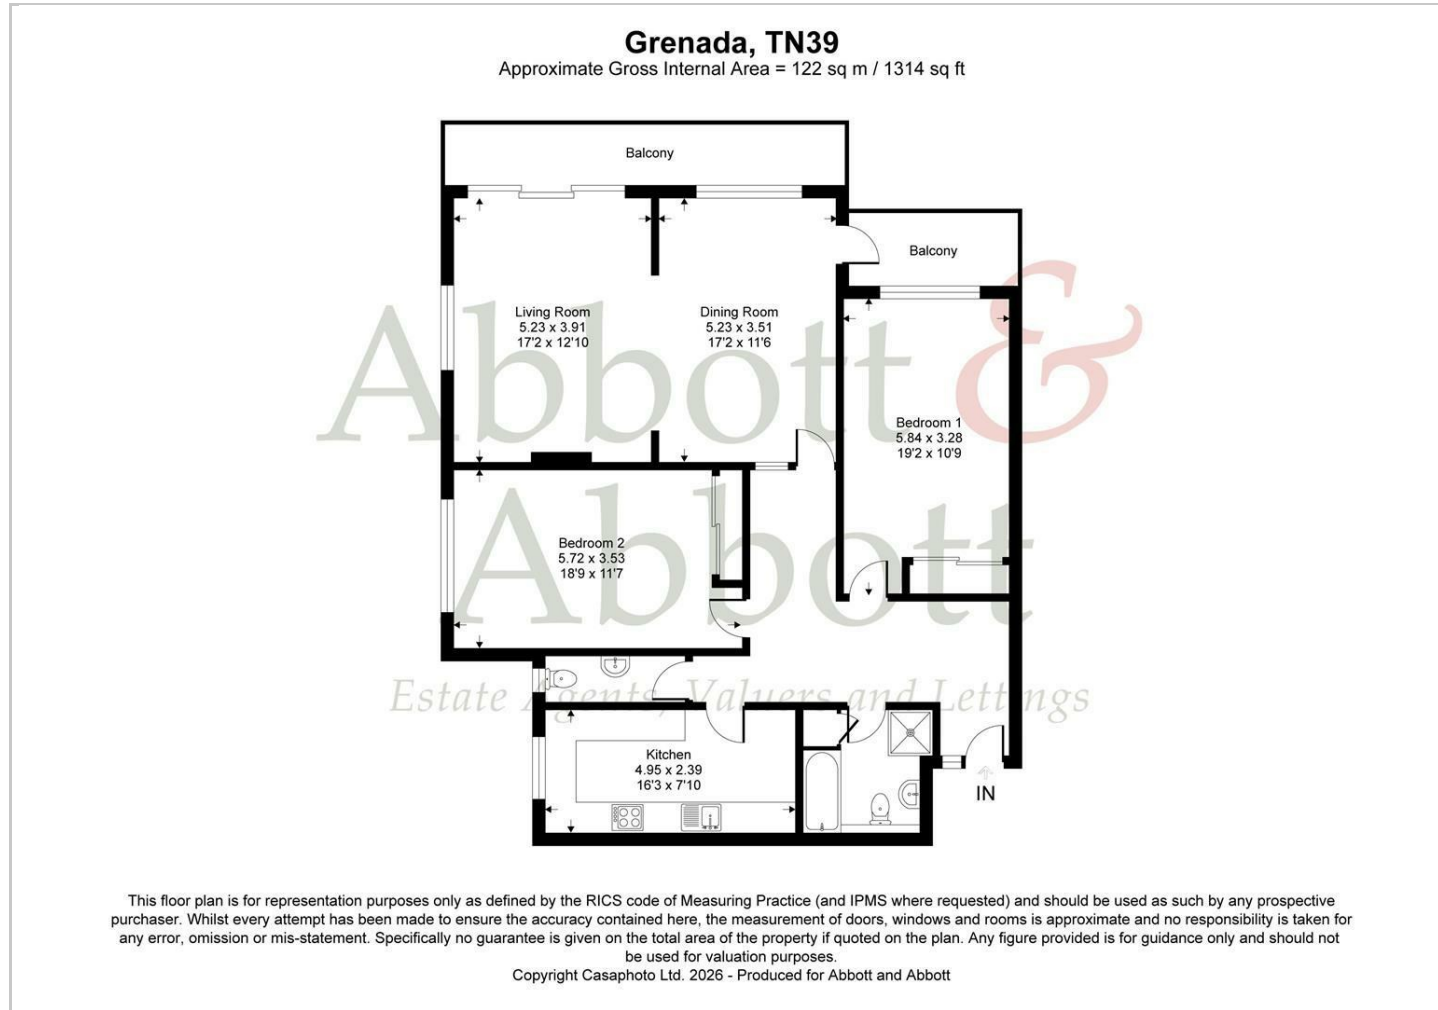 Grenada, TN39
Approximate Gross Internal Area = 122 sq m / 1314 sq ft
Balcony
Balcony
Living Room
5.23 x 3.91
17'2 x 12'10
Dining Room
5.23 x 3.51
17'2 x 11'6
Abbott &
Bedroom 1
5.84 x 3.28
19'2 x 10'9
Abbott
Bedroom 2
5.72 x 3.53
18'9 x 11'7
Estate Agents, Valuers and Lettings
Kitchen
4.95 x 2.39
16'3 x 7'10
IN
This floor plan is for representation purposes only as defined by the RICS code of Measuring Practice (and IPMS where requested) and should be used as such by any prospective
purchaser. Whilst every attempt has been made to ensure the accuracy contained here, the measurement of doors, windows and rooms is approximate and no responsibility is taken for
any error, omission or mis-statement. Specifically no guarantee is given on the total area of the property if quoted on the plan. Any figure provided is for guidance only and should not
be used for valuation purposes.
Copyright Casaphoto Ltd. 2026 - Produced for Abbott and Abbott